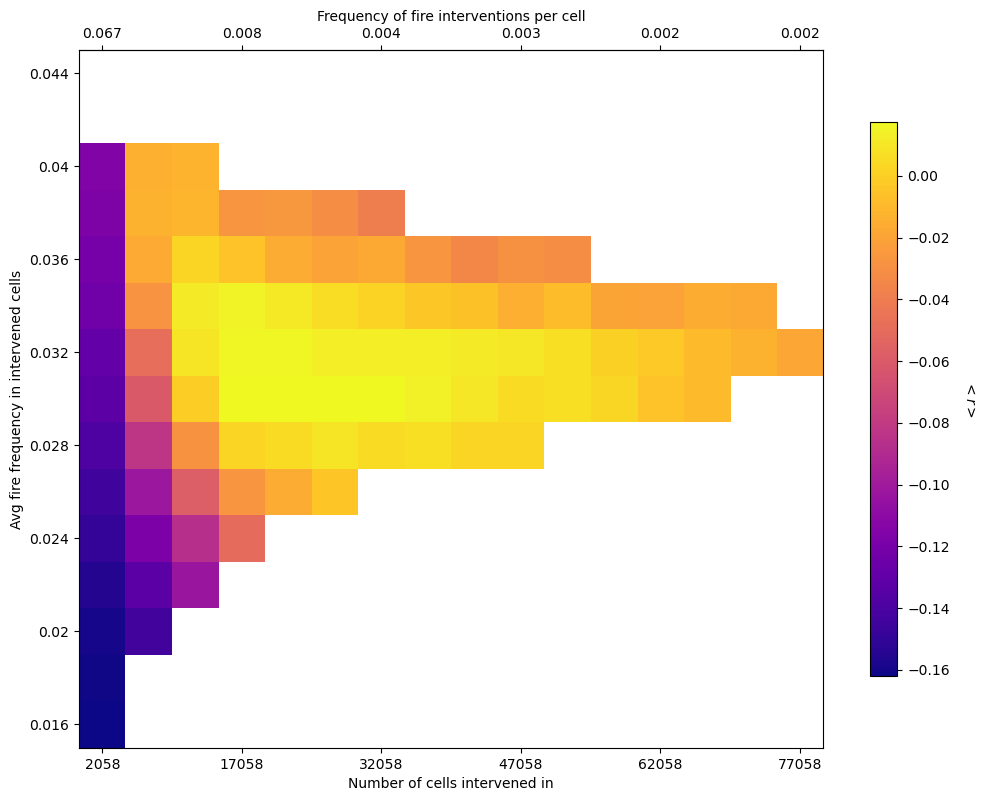 Frequency of fire interventions per cell
0.067 0.008 0.004 0.003 0.002 0.002
Avg fire frequency in intervened cells
0.044
0.04
0.036
0.032
0.028
0.024
0.02
0.016
2058 17058 32058 47058 62058 77058
Number of cells intervened in
0.00
−0.02
−0.04
−0.06
−0.08
−0.10
−0.12
−0.14
−0.16
< r >